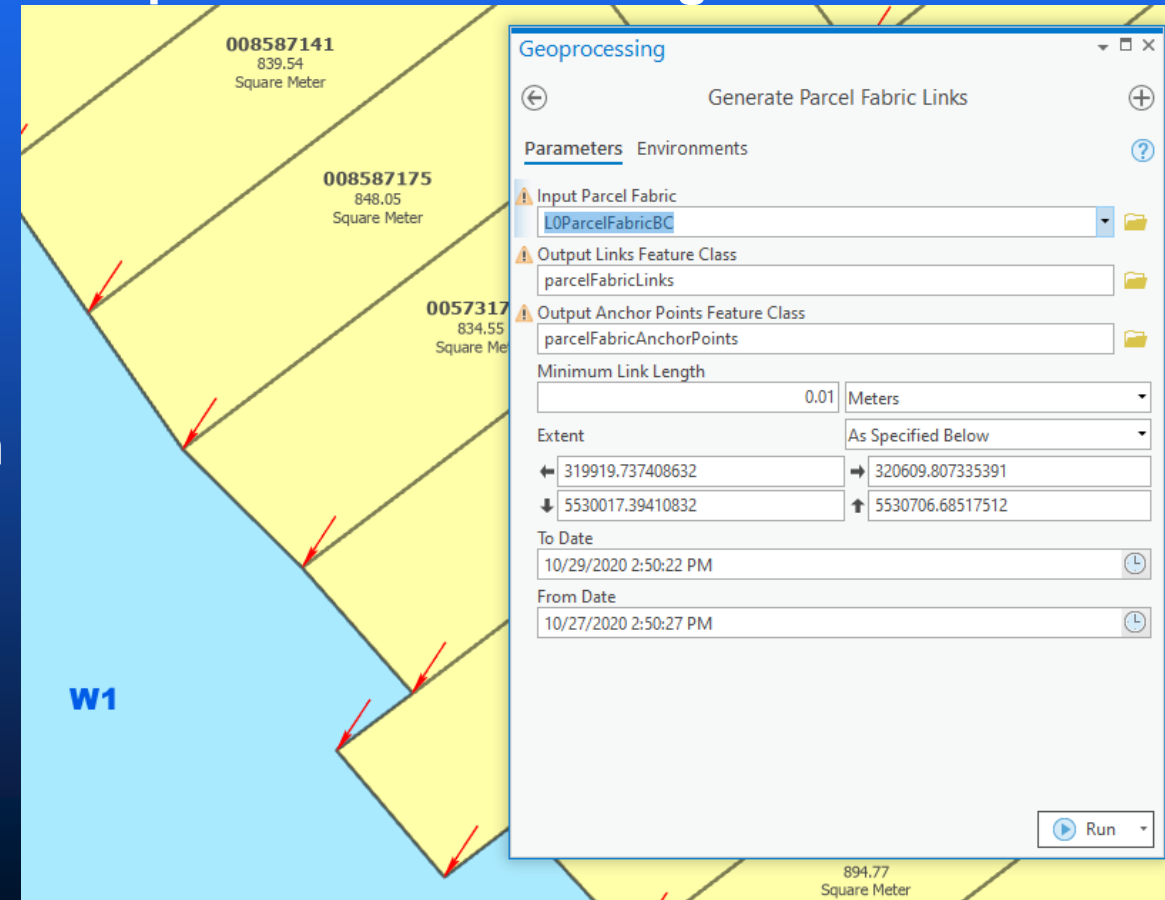 008587141
839.54
Square Meter
008587175
848.05
Square Meter
0057317
834.55
Square Me
W1
894.77
Square Meter
Geoprocessing
Generate Parcel Fabric Links
Parameters Environments
Input Parcel Fabric
L0ParcelFabricBC
Output Links Feature Class
parcelFabricLinks
Output Anchor Points Feature Class
parcelFabricAnchorPoints
Minimum Link Length
0.01 Meters
Extent As Specified Below
319919.737408632 320609.807335391
5530017.39410832 5530706.68517512
To Date
10/29/2020 2:50:22 PM
From Date
10/27/2020 2:50:27 PM
Run